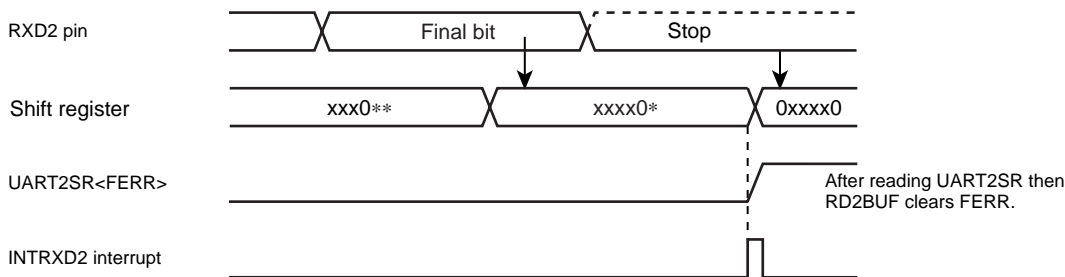 RXD2 pin
Final bit
Stop
Shift register
xxx0**
xxxx0*
0xxxx0
UART2SR<FERR>
After reading UART2SR then
RD2BUF clears FERR.
INTRXD2 interrupt